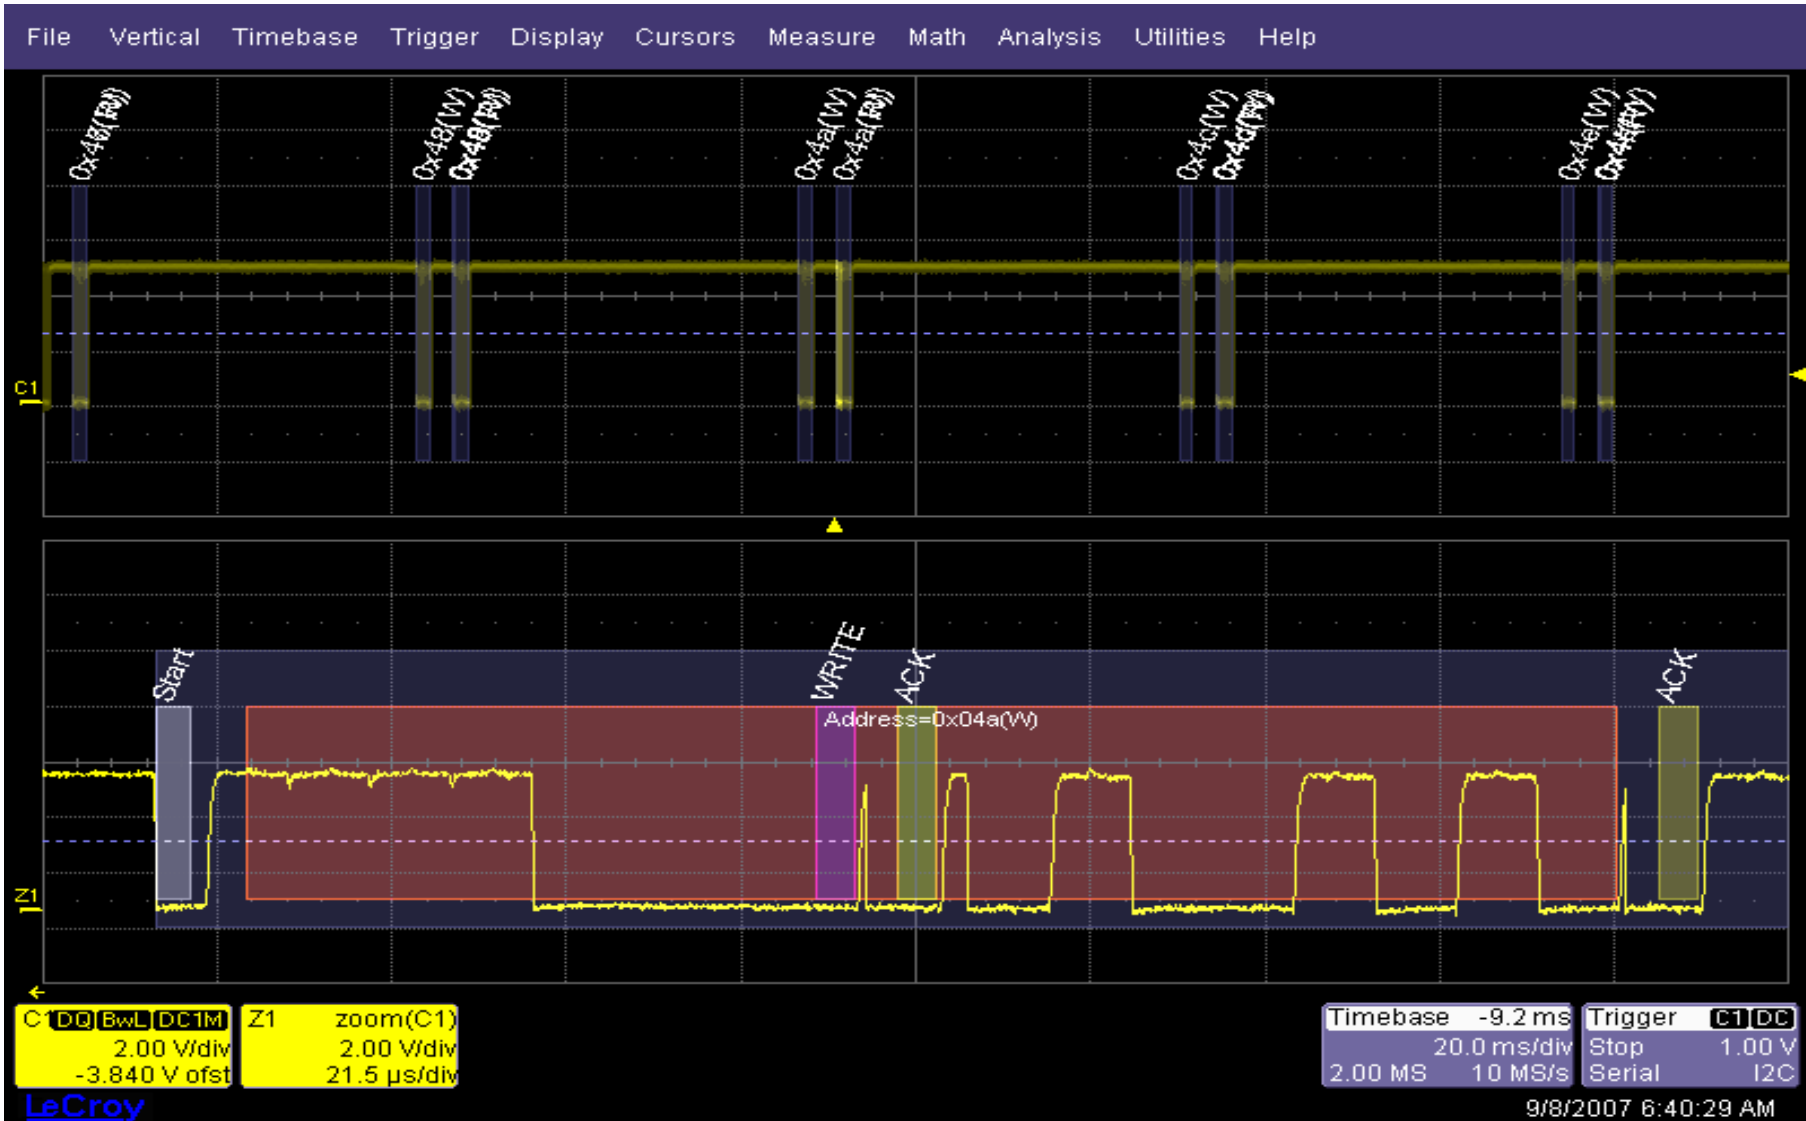 File Vertical Timebase Trigger Display Cursors Measure Math Analysis Utilities Help
0x48(W) 0x4a(W) 0x4a(R) 0x4c(W) 0x4e(W)
C1
Start WRITE ACK ACK
Address=0x04a(W)
Z1
C1 DQ BwL DC1M Z1 zoom(C1) Timebase -9.2 ms Trigger C1 DC
2.00 V/div 2.00 V/div 20.0 ms/div Stop 1.00 V
-3.840 V ofst 21.5 µs/div 2.00 MS 10 MS/s Serial I2C
LeCroy 9/8/2007 6:40:29 AM